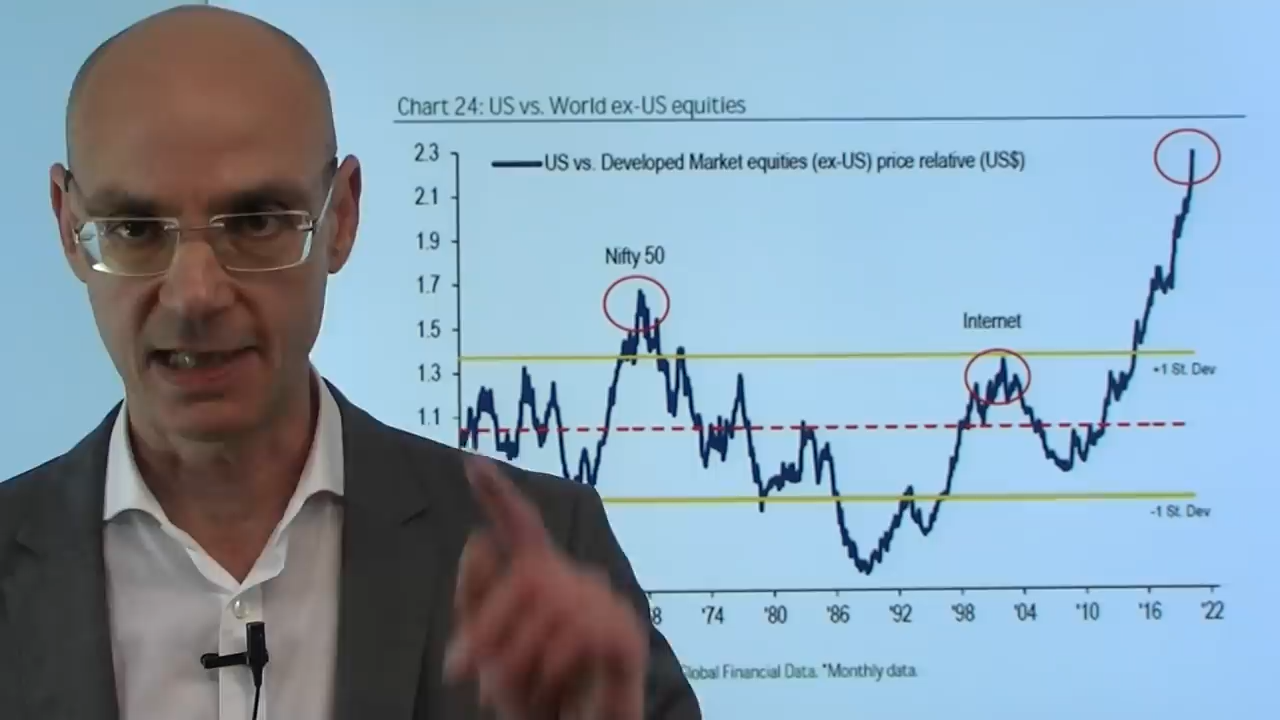 Chart 24: US vs. World ex-US equities
US vs. Developed Market equities (ex-US) price relative (US$)
2.3
2.1
1.9
1.7
1.5
1.3
1.1
Nifty 50
Internet
+1 St. Dev
-1 St. Dev
8 '74 '80 '86 '92 '98 '04 '10 '16 '22
Global Financial Data. *Monthly data.